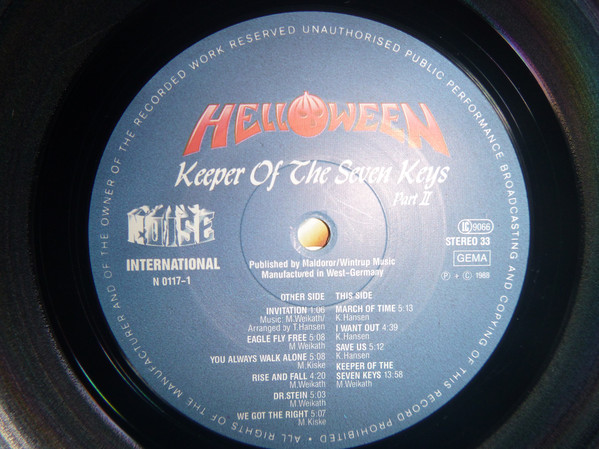 ALL RIGHTS OF THE MANUFACTURER AND OF THE OWNER OF THE RECORDED WORK RESERVED UNAUTHORISED PUBLIC PERFORMANCE BROADCASTING AND COPYING OF THIS RECORD PROHIBITED •
HELLOWEEN
Keeper Of The Seven Keys
Part II
NOISE
INTERNATIONAL
N 0117-1
LC 9066
STEREO 33
GEMA
P + C 1988
Published by Maldoror/Wintrup Music
Manufactured in West-Germany
OTHER SIDE
INVITATION 1:06
Music: M.Weikath/
Arranged by T.Hansen
EAGLE FLY FREE 5:08
M.Weikath
YOU ALWAYS WALK ALONE 5:08
M.Kiske
RISE AND FALL 4:20
M.Weikath
DR.STEIN 5:03
M.Weikath
WE GOT THE RIGHT 5:07
M.Kiske
THIS SIDE
MARCH OF TIME 5:13
K.Hansen
I WANT OUT 4:39
K.Hansen
SAVE US 5:12
K.Hansen
KEEPER OF THE
SEVEN KEYS 13:58
M Weikath